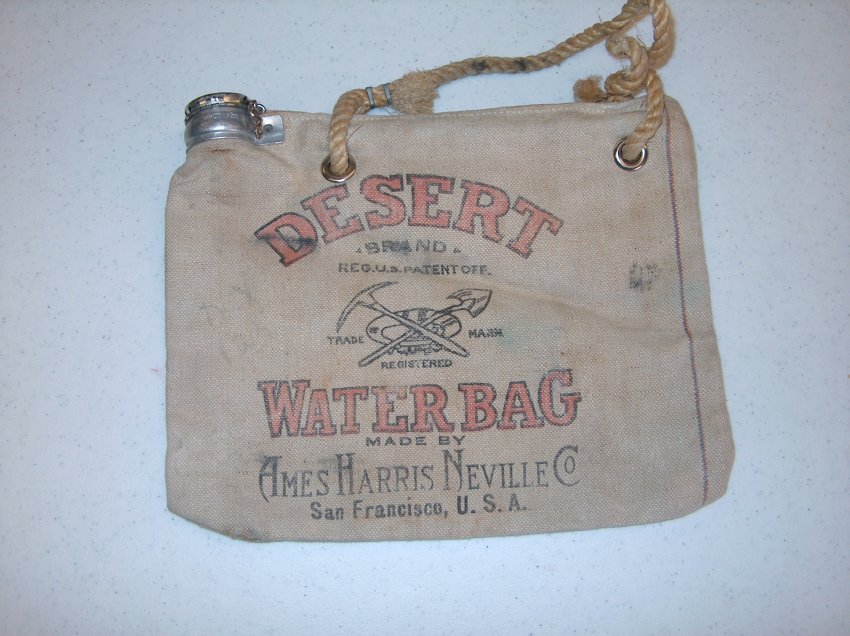 DESERT
BRAND
REG.U.S. PATENT OFF.
TRADE MARK
REGISTERED
WATER BAG
MADE BY
AMES HARRIS NEVILLE CO
San Francisco, U. S. A.